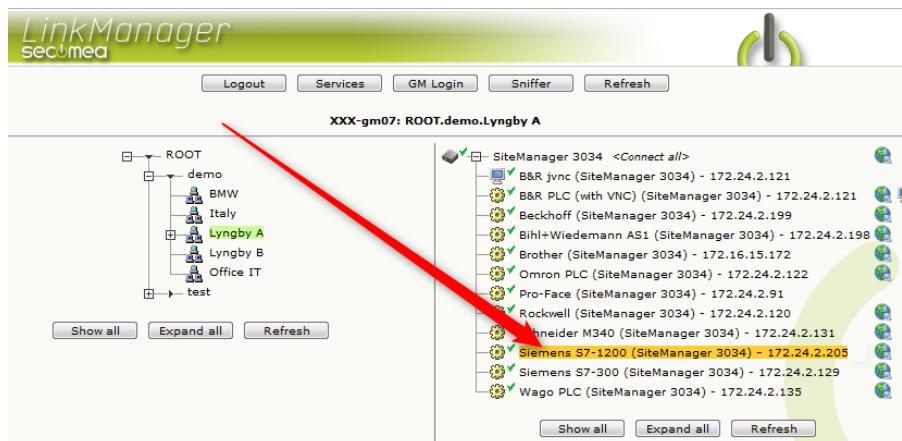 LinkManager
secomea
Logout Services GM Login Sniffer Refresh
XXX-gm07: ROOT.demo.Lyngby A
ROOT
demo
BMW
Italy
Lyngby A
Lyngby B
Office IT
test
Show all Expand all Refresh
SiteManager 3034 <Connect all>
B&R jvnc (SiteManager 3034) - 172.24.2.121
B&R PLC (with VNC) (SiteManager 3034) - 172.24.2.121
Beckhoff (SiteManager 3034) - 172.24.2.199
Bihl+Wiedemann AS1 (SiteManager 3034) - 172.24.2.198
Brother (SiteManager 3034) - 172.16.15.172
Omron PLC (SiteManager 3034) - 172.24.2.122
Pro-Face (SiteManager 3034) - 172.24.2.91
Rockwell (SiteManager 3034) - 172.24.2.120
hneider M340 (SiteManager 3034) - 172.24.2.131
Siemens S7-1200 (SiteManager 3034) - 172.24.2.205
Siemens S7-300 (SiteManager 3034) - 172.24.2.129
Wago PLC (SiteManager 3034) - 172.24.2.135
Show all Expand all Refresh